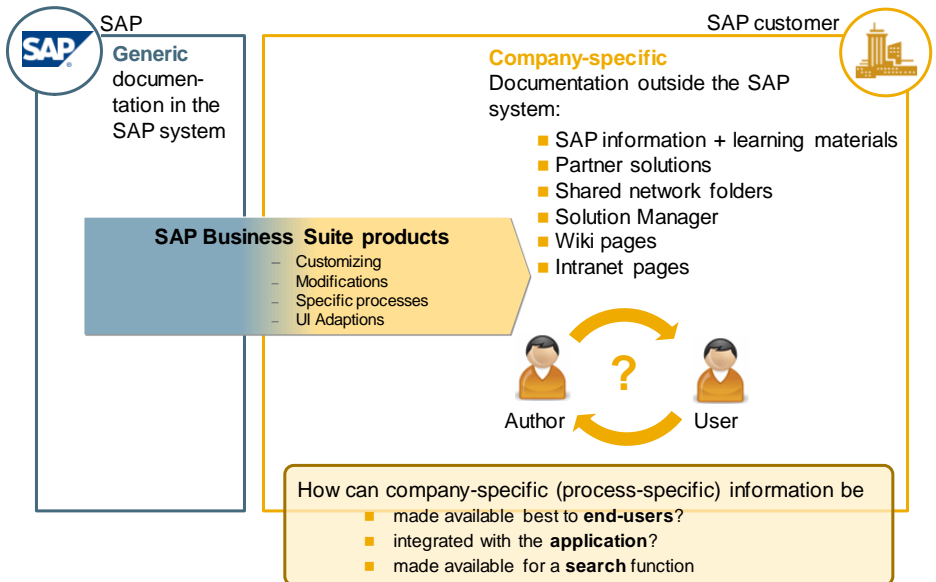 SAP
SAP
Generic
documen-
tation in the
SAP system
SAP customer
Company-specific
Documentation outside the SAP
system:
SAP information + learning materials
Partner solutions
Shared network folders
Solution Manager
Wiki pages
Intranet pages
SAP Business Suite products
– Customizing
– Modifications
– Specific processes
– UI Adaptions
?
Author
User
How can company-specific (process-specific) information be
made available best to end-users?
integrated with the application?
made available for a search function